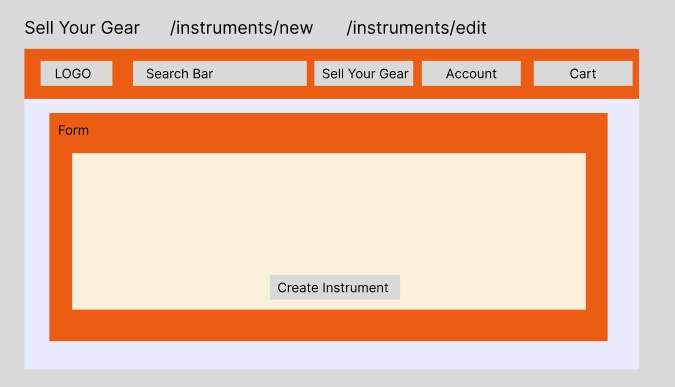 Sell Your Gear /instruments/new /instruments/edit
LOGO Search Bar Sell Your Gear Account Cart
Form
Create Instrument